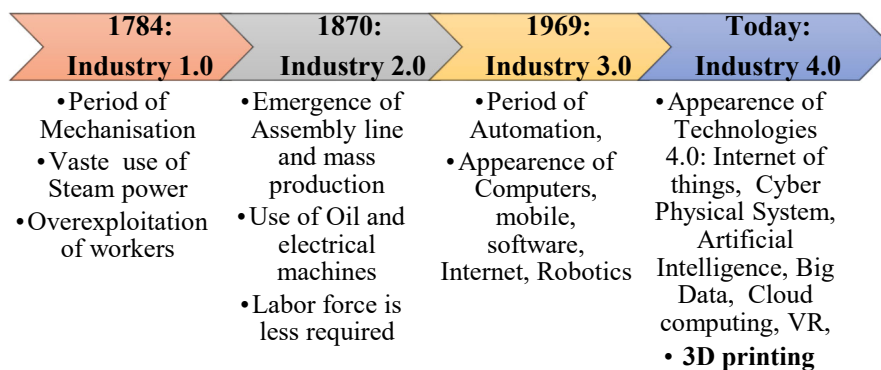 1784:
Industry 1.0
•Period of
Mechanisation
•Vaste use of
Steam power
•Overexploitation
of workers
1870:
Industry 2.0
•Emergence of
Assembly line
and mass
production
•Use of Oil and
electrical
machines
•Labor force is
less required
1969:
Industry 3.0
•Period of
Automation,
•Appearence of
Computers,
mobile,
software,
Internet, Robotics
Today:
Industry 4.0
•Appearence of
Technologies
4.0: Internet of
things, Cyber
Physical System,
Artificial
Intelligence, Big
Data, Cloud
computing, VR,
• 3D printing